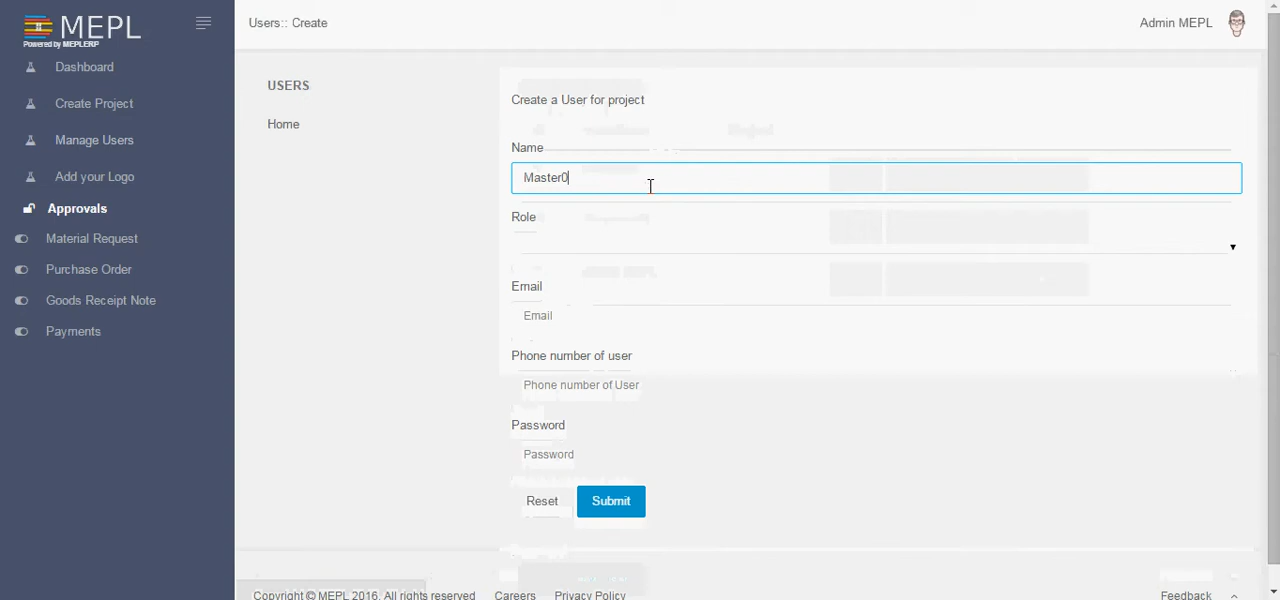 MEPL
Powered by MEPLERP
Dashboard
Create Project
Manage Users
Add your Logo
Approvals
Material Request
Purchase Order
Goods Receipt Note
Payments
Users:: Create
Admin MEPL
USERS
Home
Create a User for project
Name
Master0
Role
Email
Email
Phone number of user
Phone number of User
Password
Password
Reset
Submit
Copyright © MEPL 2016. All rights reserved
Careers
Privacy Policy
Feedback